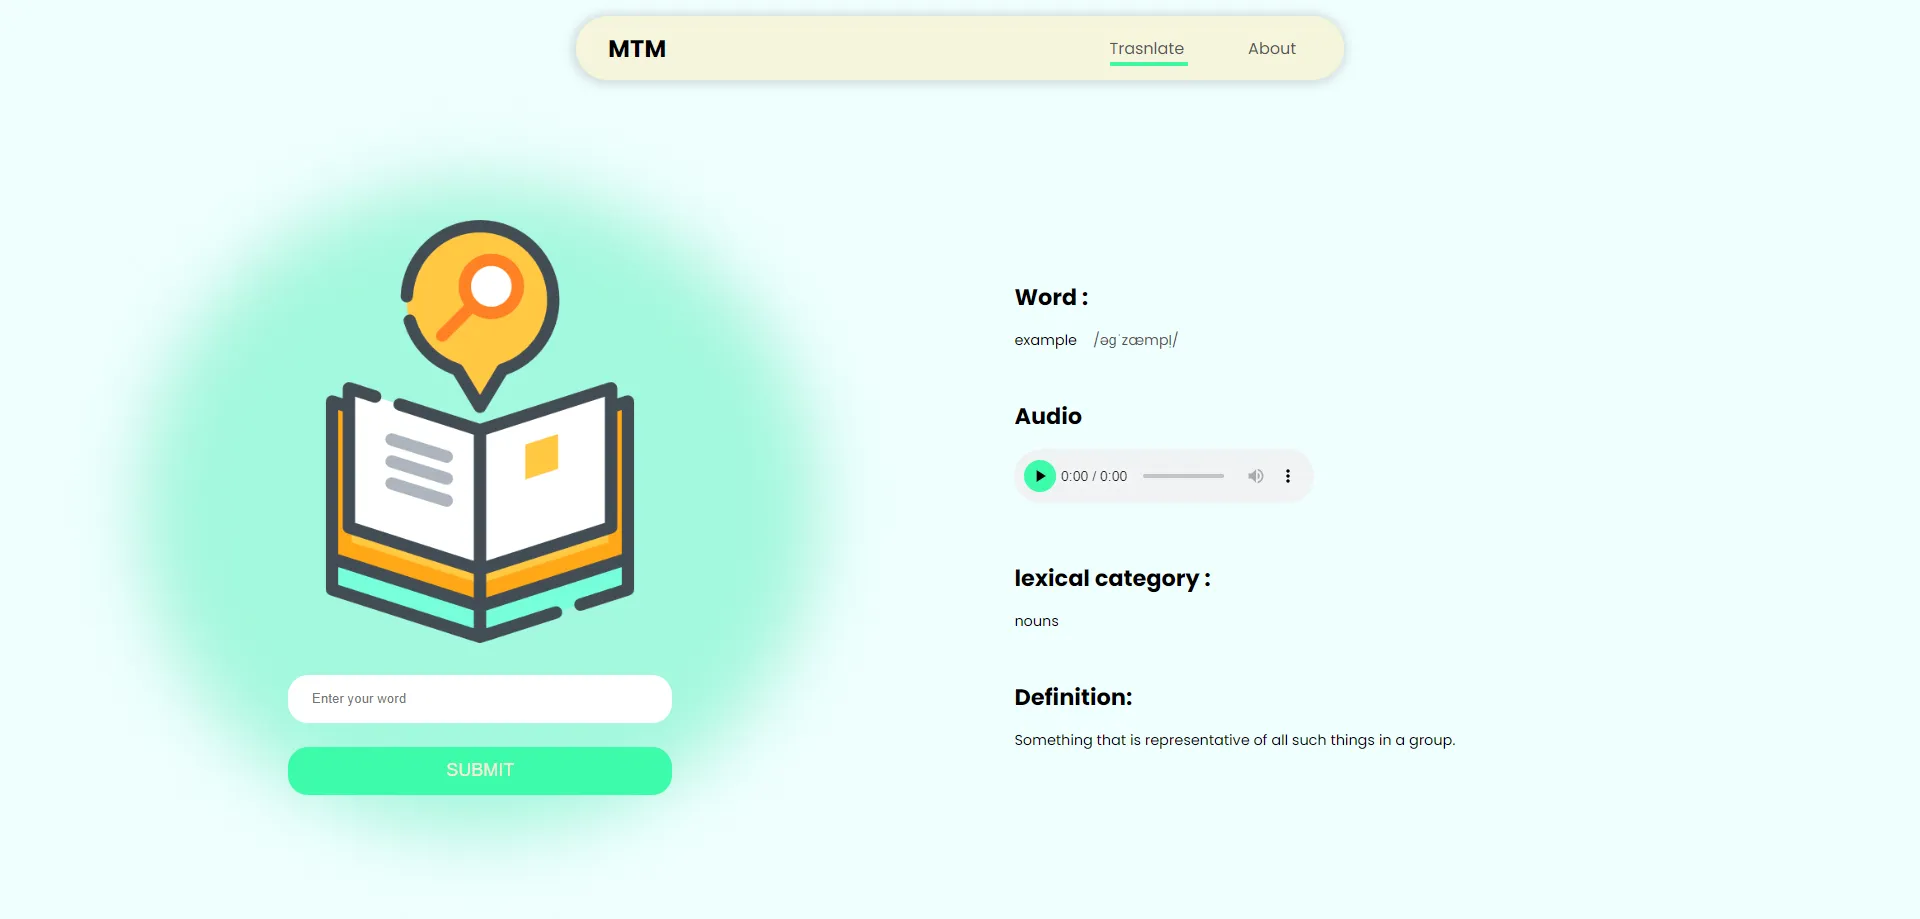 MTM
Trasnlate
About
Word :
example /əɡˈzæmpl/
Audio
0:00 / 0:00
lexical category :
nouns
Definition:
Something that is representative of all such things in a group.
Enter your word
SUBMIT